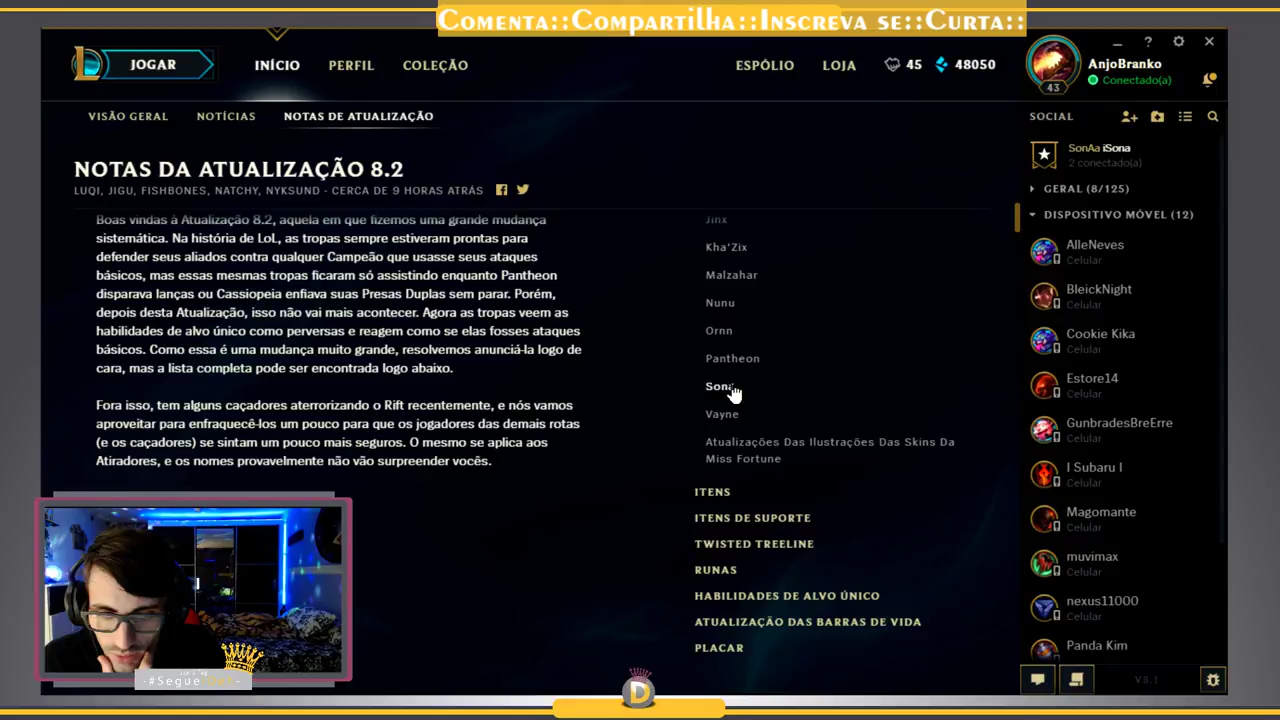 Comenta::Compartilha::Inscreva se::Curta::
JOGAR
INÍCIO
PERFIL
COLEÇÃO
ESPÓLIO
LOJA
45
48050
AnjoBranko
Conectado(a)
43
VISÃO GERAL
NOTÍCIAS
NOTAS DE ATUALIZAÇÃO
SOCIAL
NOTAS DA ATUALIZAÇÃO 8.2
LUQI, JIGU, FISHBONES, NATCHY, NYKSUND - CERCA DE 9 HORAS ATRÁS
Boas vindas à Atualização 8.2, aquela em que fizemos uma grande mudança
sistemática. Na história de LoL, as tropas sempre estiveram prontas para
defender seus aliados contra qualquer Campeão que usasse seus ataques
básicos, mas essas mesmas tropas ficaram só assistindo enquanto Pantheon
disparava lanças ou Cassiopeia enfiava suas Presas Duplas sem parar. Porém,
depois desta Atualização, isso não vai mais acontecer. Agora as tropas veem as
habilidades de alvo único como perversas e reagem como se elas fosses ataques
básicos. Como essa é uma mudança muito grande, resolvemos anunciá-la logo de
cara, mas a lista completa pode ser encontrada logo abaixo.
Fora isso, tem alguns caçadores aterrorizando o Rift recentemente, e nós vamos
aproveitar para enfraquecê-los um pouco para que os jogadores das demais rotas
(e os caçadores) se sintam um pouco mais seguros. O mesmo se aplica aos
Atiradores, e os nomes provavelmente não vão surpreender vocês.
Jinx
Kha'Zix
Malzahar
Nunu
Ornn
Pantheon
Sona
Vayne
Atualizações Das Ilustrações Das Skins Da
Miss Fortune
ITENS
ITENS DE SUPORTE
TWISTED TREELINE
RUNAS
HABILIDADES DE ALVO ÚNICO
ATUALIZAÇÃO DAS BARRAS DE VIDA
PLACAR
SonAa iSona
2 conectado(a)
GERAL (8/125)
DISPOSITIVO MÓVEL (12)
AlleNeves
Celular
BleickNight
Celular
Cookie Kika
Celular
Estore14
Celular
GunbradesBreErre
Celular
I Subaru I
Celular
Magomante
Celular
muvimax
Celular
nexus11000
Celular
Panda Kim
V8.1
D